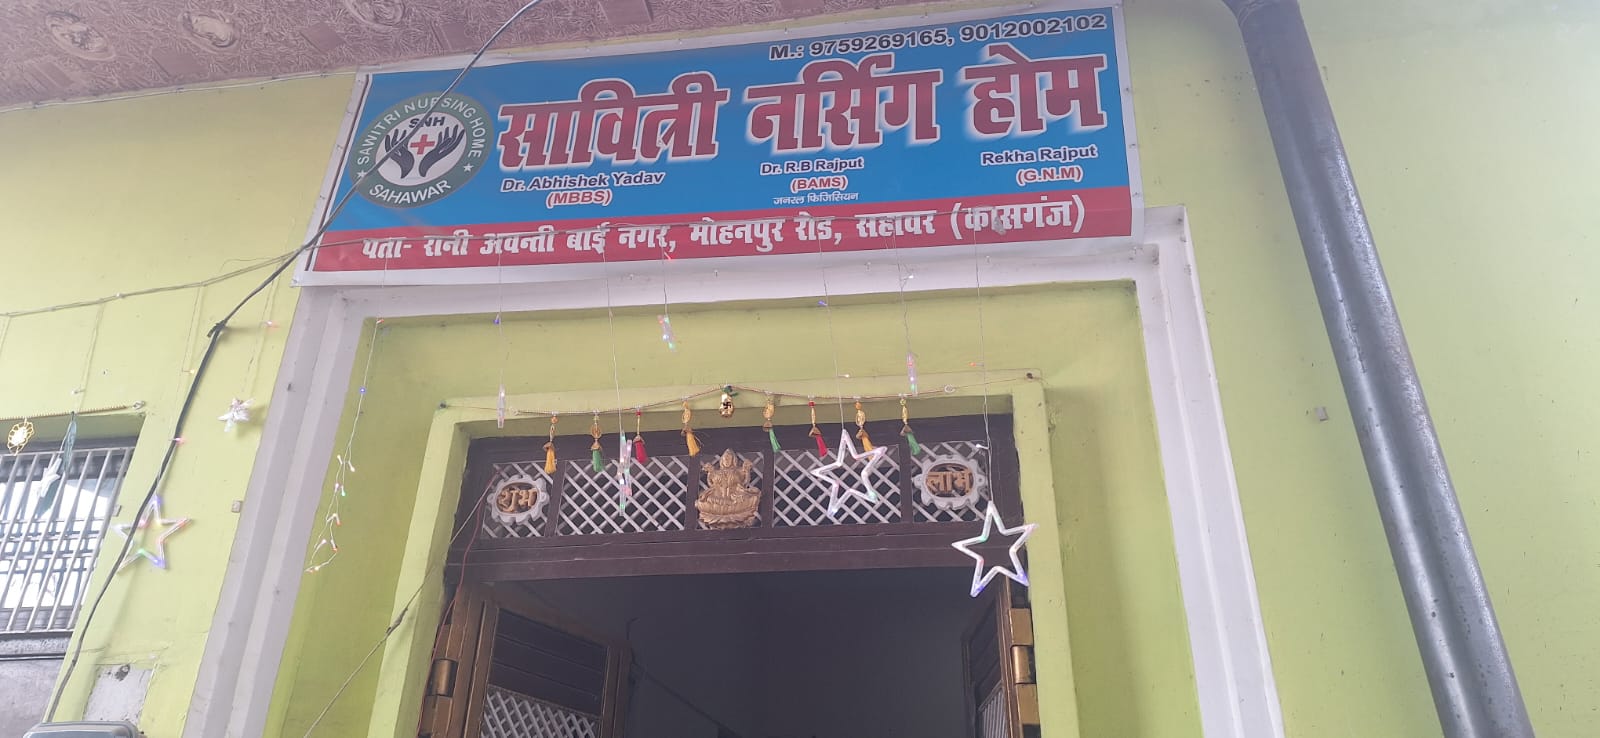 M.: 9759269165, 9012002102
SAWITRI NURSING HOME
SNH
SAHAWAR
सावित्री नर्सिंग होम
Dr. Abhishek Yadav
(MBBS)
Dr. R.B Rajput
(BAMS)
जनरल फिजिसियन
Rekha Rajput
(G.N.M)
पता- रानी अवन्ती बाई नगर, मोहनपुर रोड, सहावर (कासगंज)
शुभ
लाभ